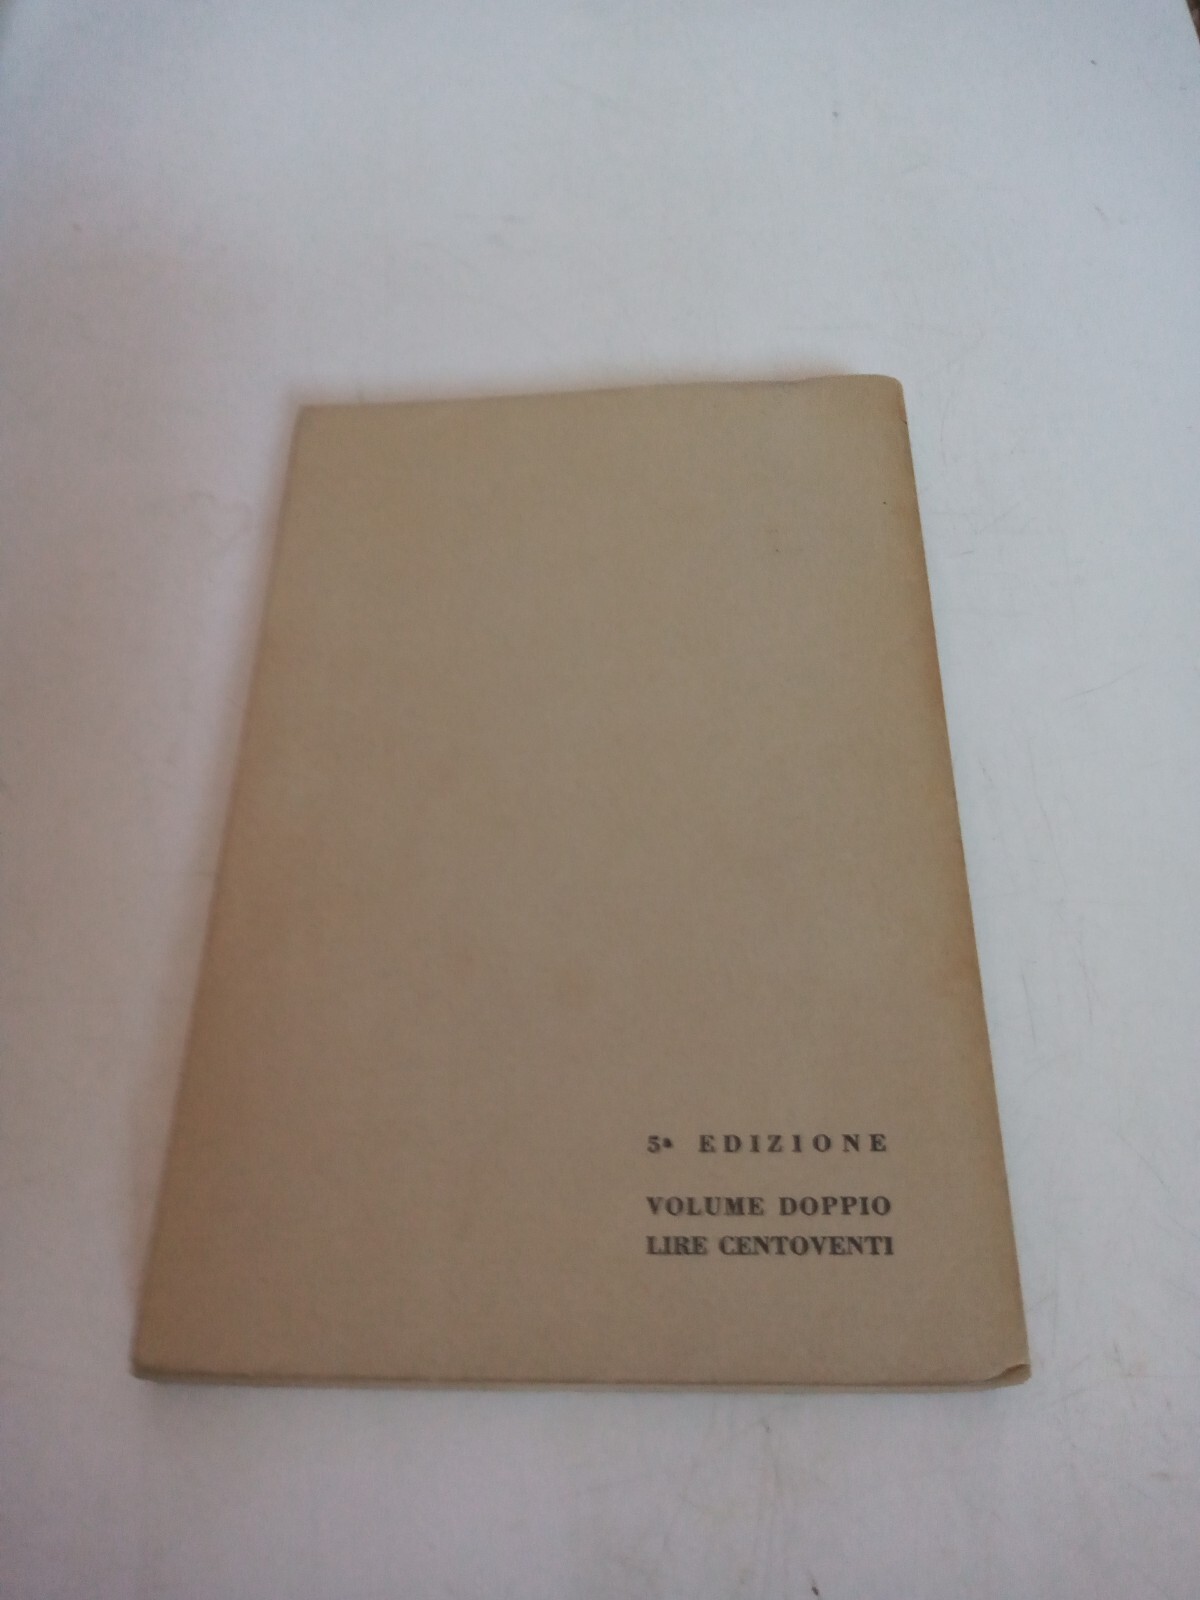 5ª EDIZIONE
VOLUME DOPPIO
LIRE CENTOVENTI